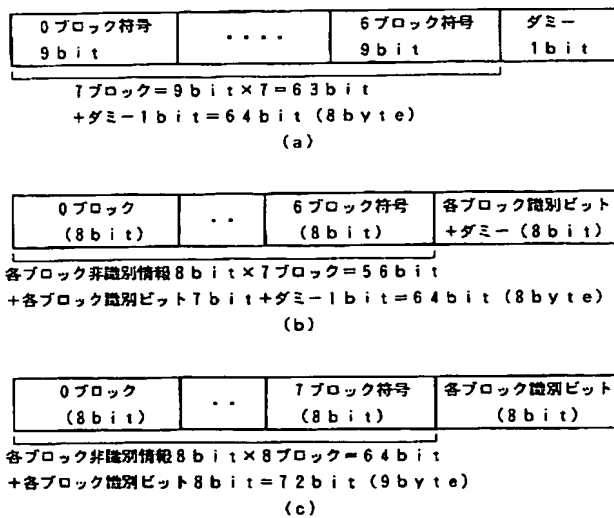 0ブロック符号 6ブロック符号 ダミー
9bit ・・・・ 9bit 1bit
7ブロック=9bit×7=63bit
+ダミー1bit=64bit(8byte)
(a)
0ブロック ・・ 6ブロック符号 各ブロック識別ビット
(8bit) (8bit) +ダミー(8bit)
各ブロック非識別情報8bit×7ブロック=56bit
+各ブロック識別ビット7bit+ダミー1bit=64bit(8byte)
(b)
0ブロック ・・ 7ブロック符号 各ブロック識別ビット
(8bit) (8bit) (8bit)
各ブロック非識別情報8bit×8ブロック=64bit
+各ブロック識別ビット8bit=72bit(9byte)
(c)